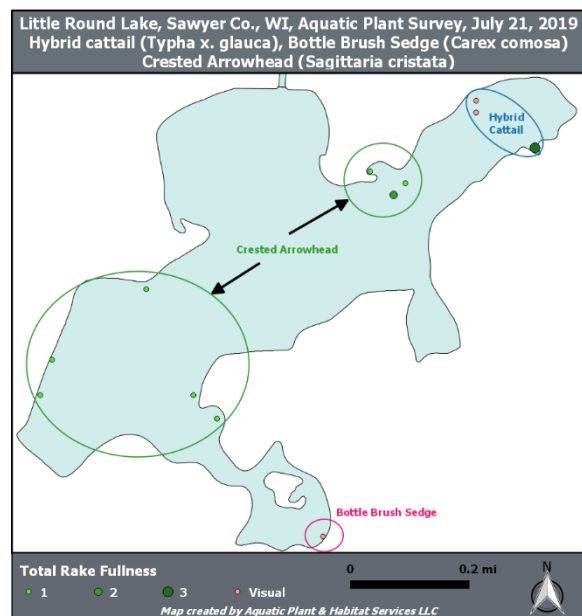 Little Round Lake, Sawyer Co., WI, Aquatic Plant Survey, July 21, 2019
Hybrid cattail (Typha x. glauca), Bottle Brush Sedge (Carex comosa)
Crested Arrowhead (Sagittaria cristata)
Hybrid
Cattail
Crested Arrowhead
Bottle Brush Sedge
Total Rake Fullness
1 2 3 Visual
0 0.2 mi
N
Map created by Aquatic Plant & Habitat Services LLC